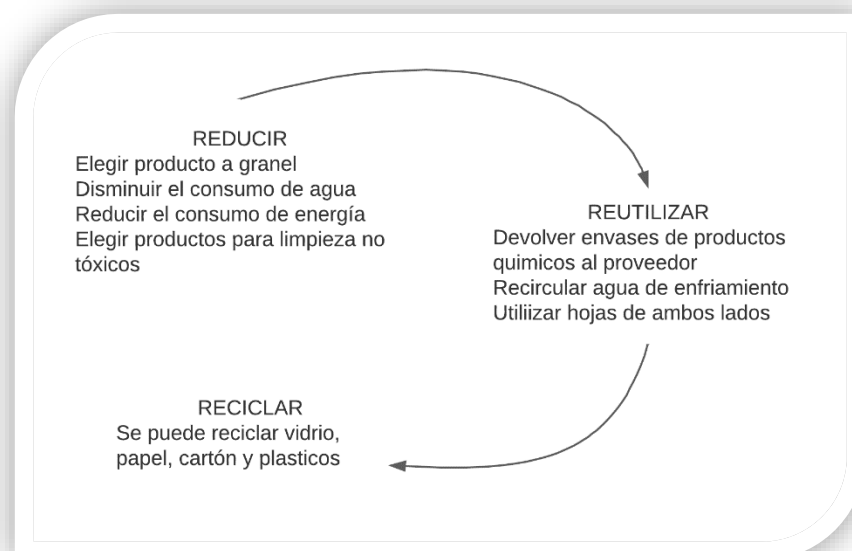 REDUCIR
Elegir producto a granel
Disminuir el consumo de agua
Reducir el consumo de energía
Elegir productos para limpieza no
tóxicos
REUTILIZAR
Devolver envases de productos
quimicos al proveedor
Recircular agua de enfriamiento
Utiliizar hojas de ambos lados
RECICLAR
Se puede reciclar vidrio,
papel, cartón y plasticos